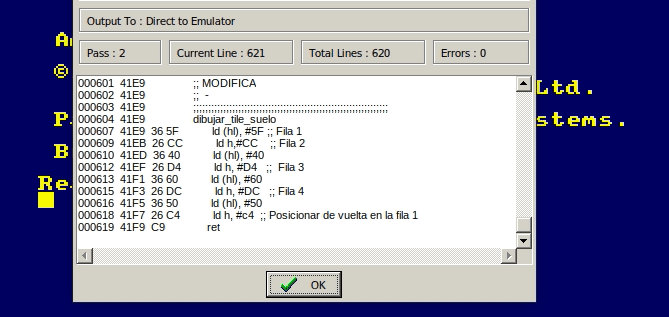 Output To : Direct to Emulator
Pass : 2 Current Line : 621 Total Lines : 620 Errors : 0
A
© Ltd.
P stems.
B
Re
000601 41E9 ;; MODIFICA
000602 41E9 ;; -
000603 41E9 ;;;;;;;;;;;;;;;;;;;;;;;;;;;;;;;;;;;;;;;;;;;;;;;;;;;;;;;;;;;;;;;;
000604 41E9 dibujar_tile_suelo
000607 41E9 36 5F ld (hl), #5F ;; Fila 1
000609 41EB 26 CC ld h,#CC ;; Fila 2
000610 41ED 36 40 ld (hl), #40
000612 41EF 26 D4 ld h, #D4 ;; Fila 3
000613 41F1 36 60 ld (hl), #60
000615 41F3 26 DC ld h, #DC ;; Fila 4
000616 41F5 36 50 ld (hl), #50
000618 41F7 26 C4 ld h, #c4 ;; Posicionar de vuelta en la fila 1
000619 41F9 C9 ret
OK